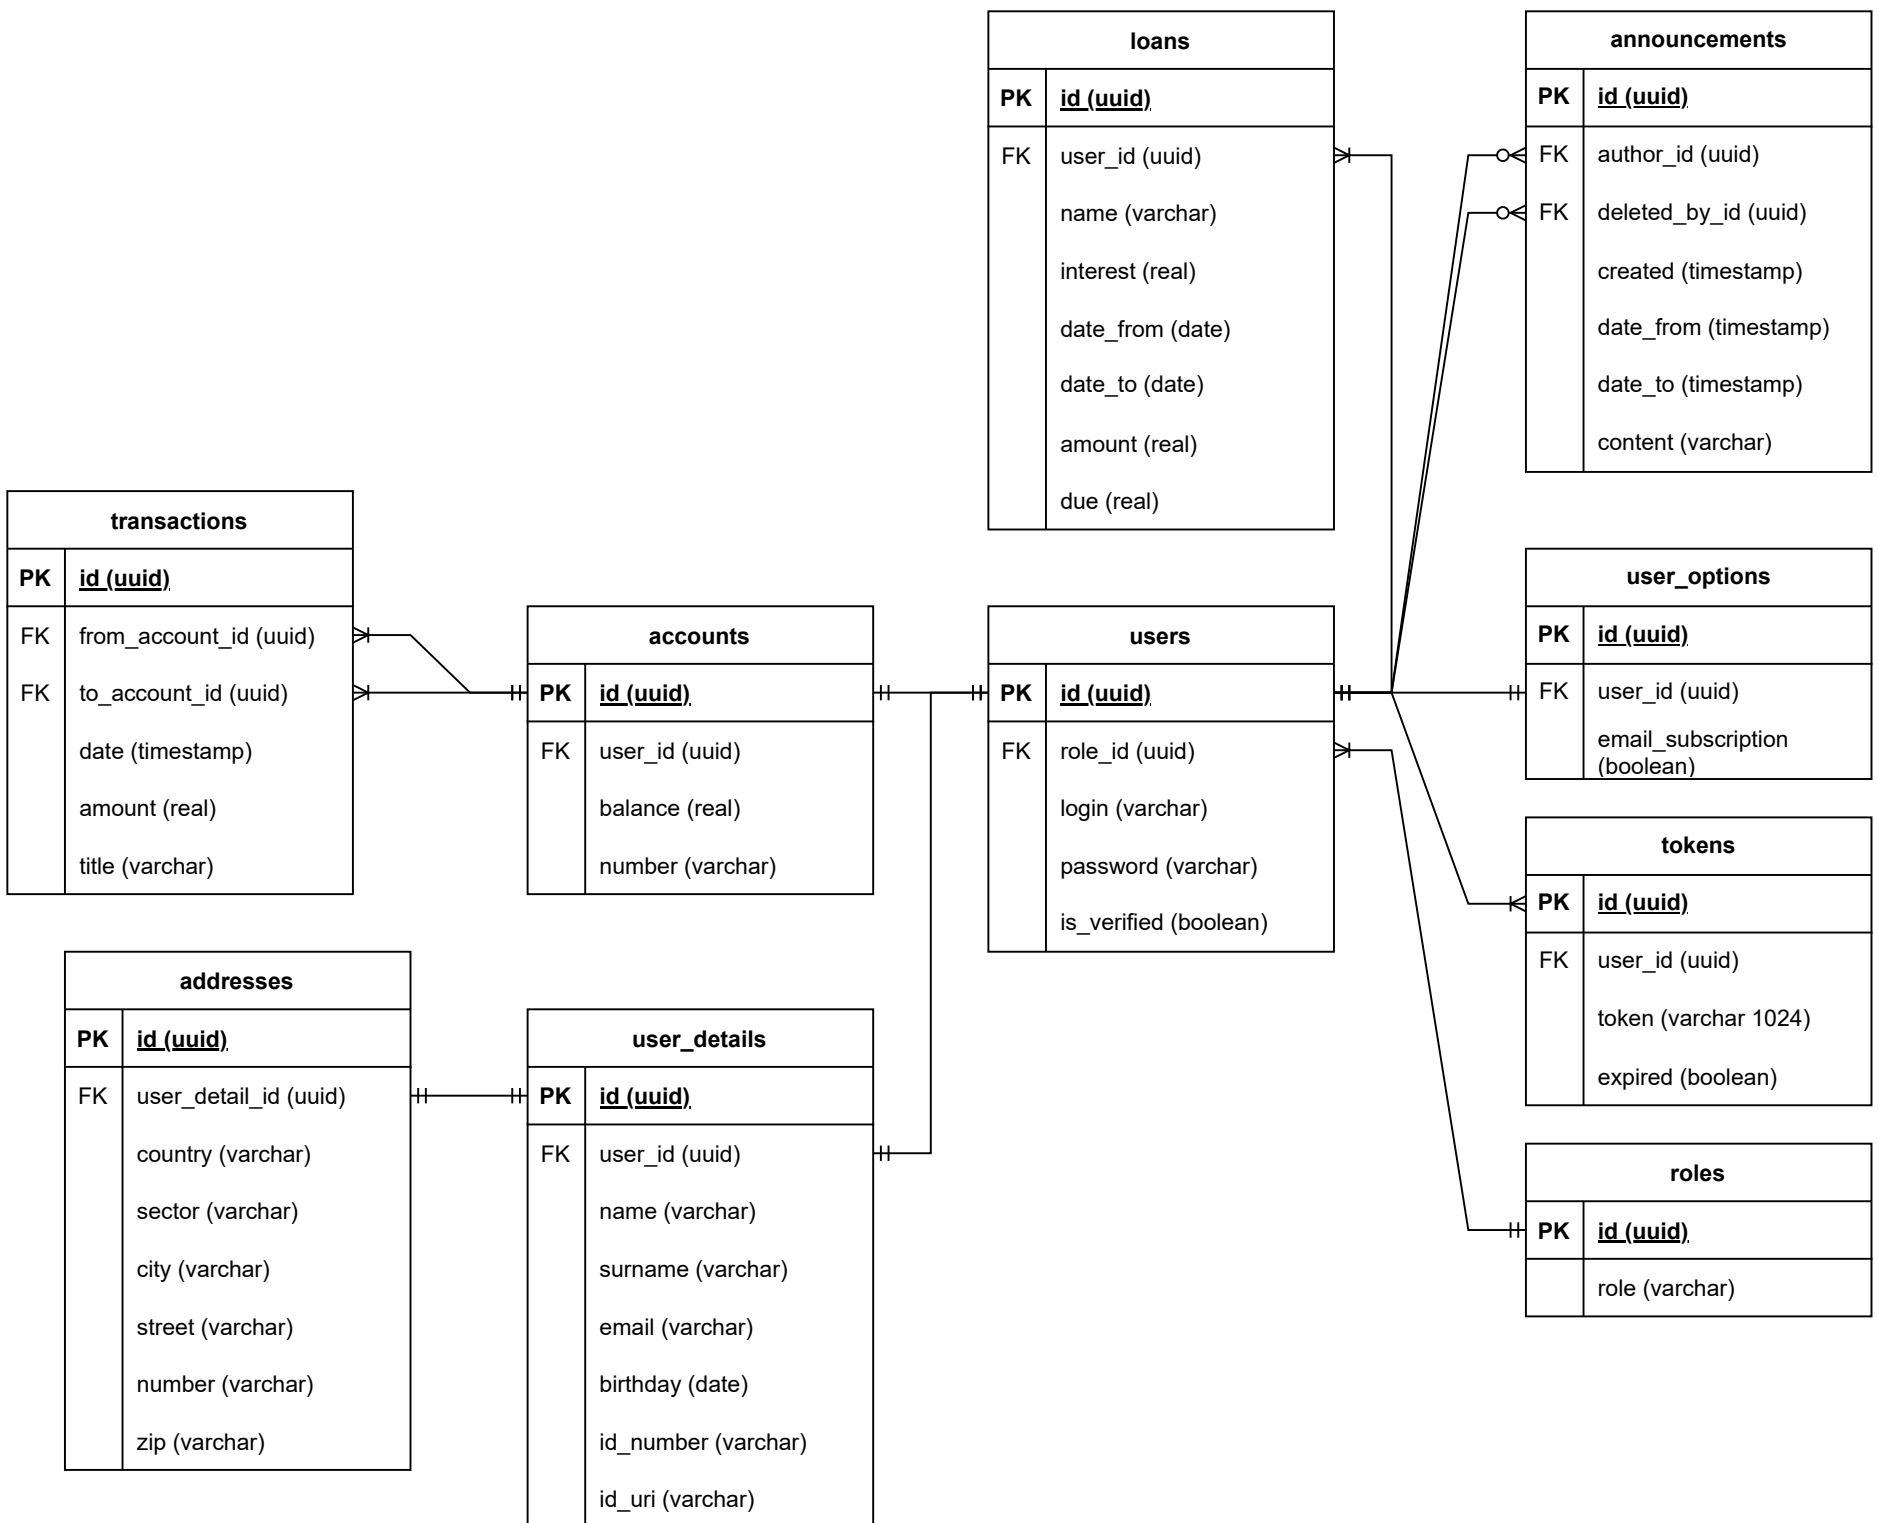 loans
PK id (uuid)
FK user_id (uuid)
name (varchar)
interest (real)
date_from (date)
date_to (date)
amount (real)
due (real)
announcements
PK id (uuid)
FK author_id (uuid)
FK deleted_by_id (uuid)
created (timestamp)
date_from (timestamp)
date_to (timestamp)
content (varchar)
transactions
PK id (uuid)
FK from_account_id (uuid)
FK to_account_id (uuid)
date (timestamp)
amount (real)
title (varchar)
accounts
PK id (uuid)
FK user_id (uuid)
balance (real)
number (varchar)
users
PK id (uuid)
FK role_id (uuid)
login (varchar)
password (varchar)
is_verified (boolean)
user_options
PK id (uuid)
FK user_id (uuid)
email_subscription
(boolean)
tokens
PK id (uuid)
FK user_id (uuid)
token (varchar 1024)
expired (boolean)
addresses
PK id (uuid)
FK user_detail_id (uuid)
country (varchar)
sector (varchar)
city (varchar)
street (varchar)
number (varchar)
zip (varchar)
user_details
PK id (uuid)
FK user_id (uuid)
name (varchar)
surname (varchar)
email (varchar)
birthday (date)
id_number (varchar)
id_uri (varchar)
roles
PK id (uuid)
role (varchar)